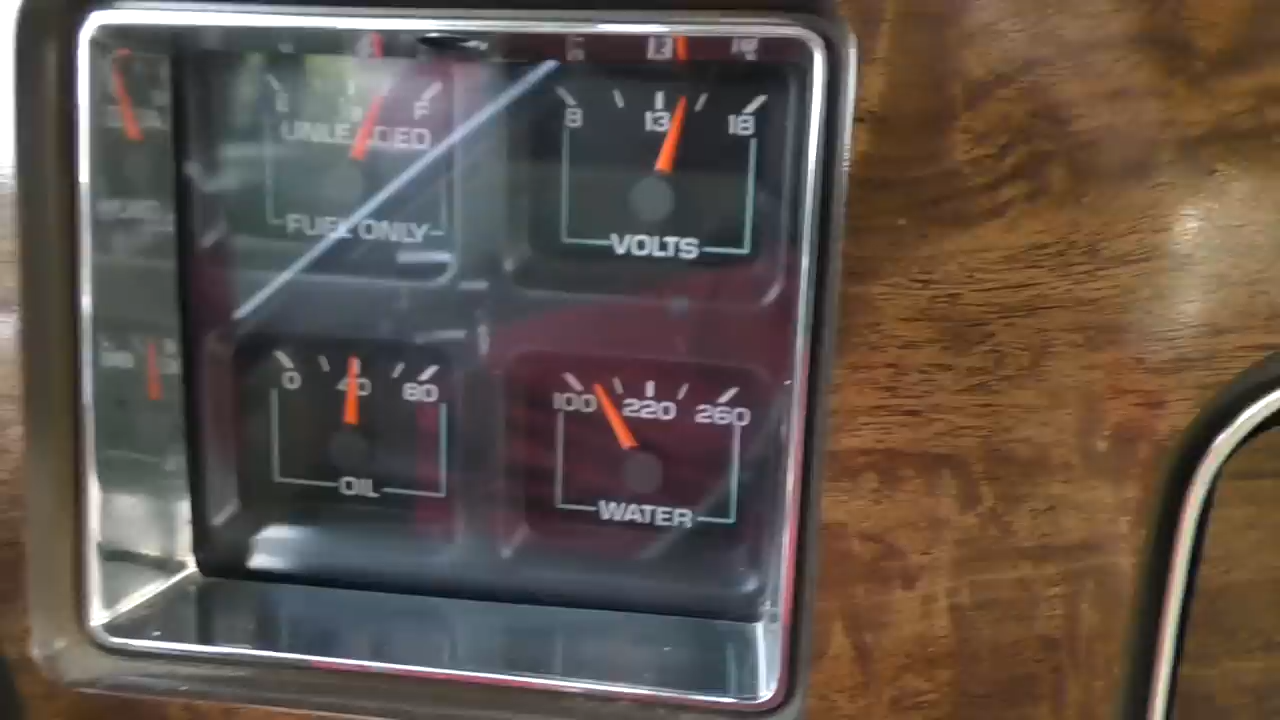 E F
UNLEADED
FUEL ONLY
8 13 18
VOLTS
0 40 80
OIL
100 220 260
WATER